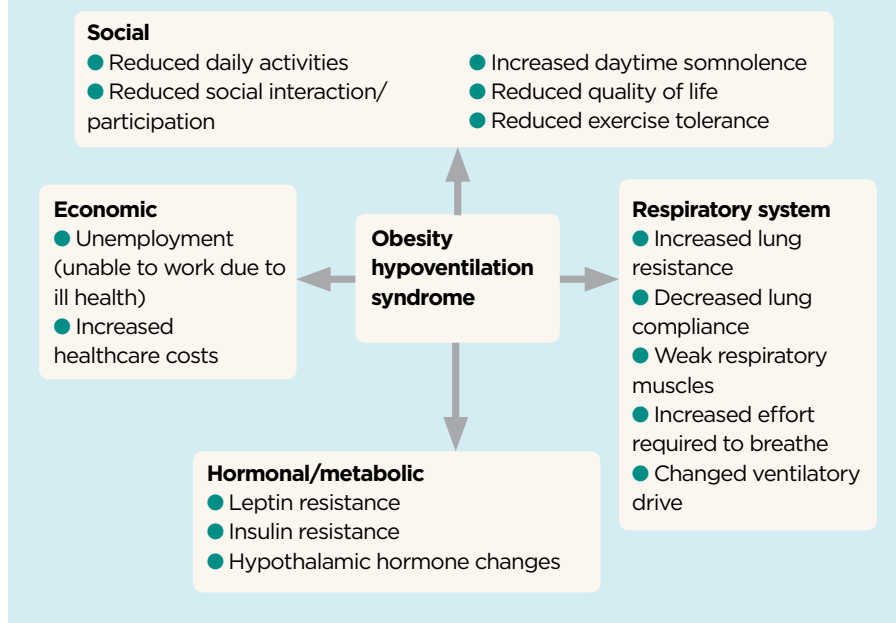 Social
● Reduced daily activities
● Reduced social interaction/
participation
● Increased daytime somnolence
● Reduced quality of life
● Reduced exercise tolerance
Economic
● Unemployment
(unable to work due to
ill health)
● Increased
healthcare costs
Obesity
hypoventilation
syndrome
Respiratory system
● Increased lung
resistance
● Decreased lung
compliance
● Weak respiratory
muscles
● Increased effort
required to breathe
● Changed ventilatory
drive
Hormonal/metabolic
● Leptin resistance
● Insulin resistance
● Hypothalamic hormone changes